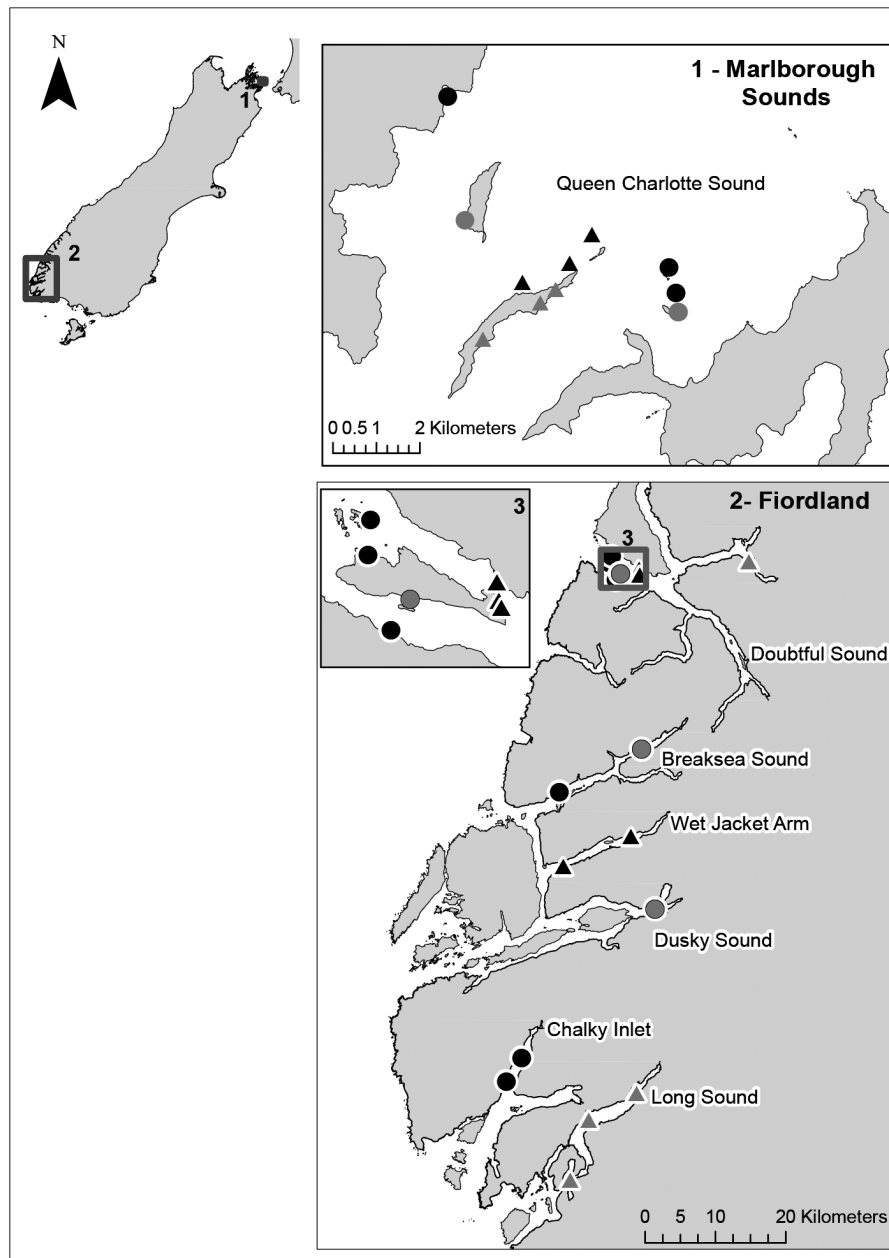 N
1
2
1 - Marlborough
Sounds
Queen Charlotte Sound
0 0.5 1 2 Kilometers
3
2- Fiordland
3
Doubtful Sound
Breaksea Sound
Wet Jacket Arm
Dusky Sound
Chalky Inlet
Long Sound
0 5 10 20 Kilometers